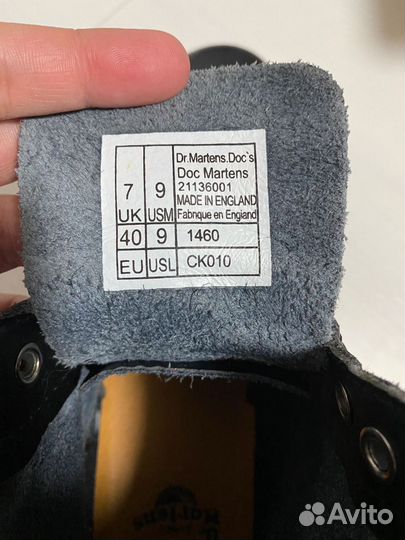 7 9 Dr.Martens.Doc`s
Doc Martens
UK USM 21136001
MADE IN ENGLAND
Fabnque en Engiand
40 9 1460
EU USL CK010
Martens
Avito